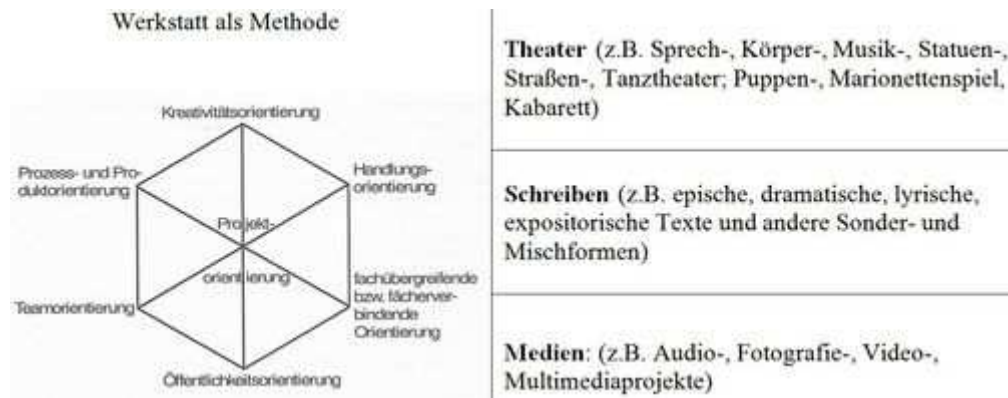 Werkstatt als Methode
Kreativitätsorientierung
Prozess- und Pro-
duktorientierung
Handlungs-
orientierung
Projekt-
orientierung
Teamorientierung
fachübergreifende
bzw. fächerver-
bindende
Orientierung
Öffentlichkeitsorientierung
Theater (z.B. Sprech-, Körper-, Musik-, Statuen-,
Straßen-, Tanztheater; Puppen-, Marionettenspiel,
Kabarett)
Schreiben (z.B. epische, dramatische, lyrische,
expositorische Texte und andere Sonder- und
Mischformen)
Medien: (z.B. Audio-, Fotografie-, Video-,
Multimediaprojekte)